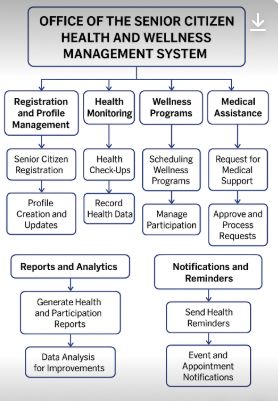 OFFICE OF THE SENIOR CITIZEN
HEALTH AND WELLNESS
MANAGEMENT SYSTEM
Registration
and Profile
Management
Health
Monitoring
Wellness
Programs
Medical
Assistance
Senior Citizen
Registration
Health
Check-Ups
Scheduling
Wellness
Programs
Request for
Medical
Support
Profile
Creation and
Updates
Record
Health Data
Manage
Participation
Approve and
Process
Requests
Reports and Analytics
Notifications and
Reminders
Generate Health
and Participation
Reports
Send Health
Reminders
Data Analysis
for Improvements
Event and
Appointment
Notifications